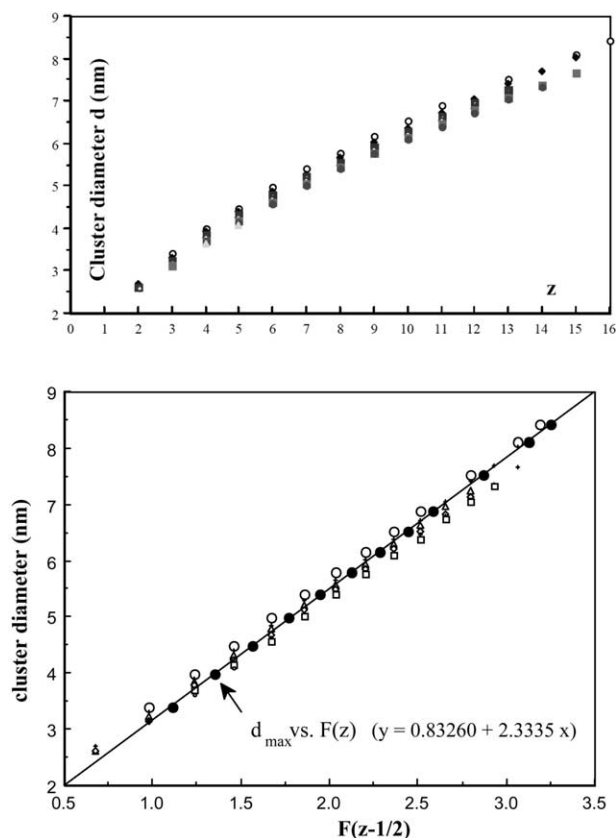 9
8
7
6
5
4
3
2
Cluster diameter d (nm)
z
0 1 2 3 4 5 6 7 8 9 10 11 12 13 14 15 16
9
8
7
6
5
4
3
2
cluster diameter (nm)
d max vs. F(z) (y = 0.83260 + 2.3335 x)
0.5 1.0 1.5 2.0 2.5 3.0 3.5
F(z-1/2)